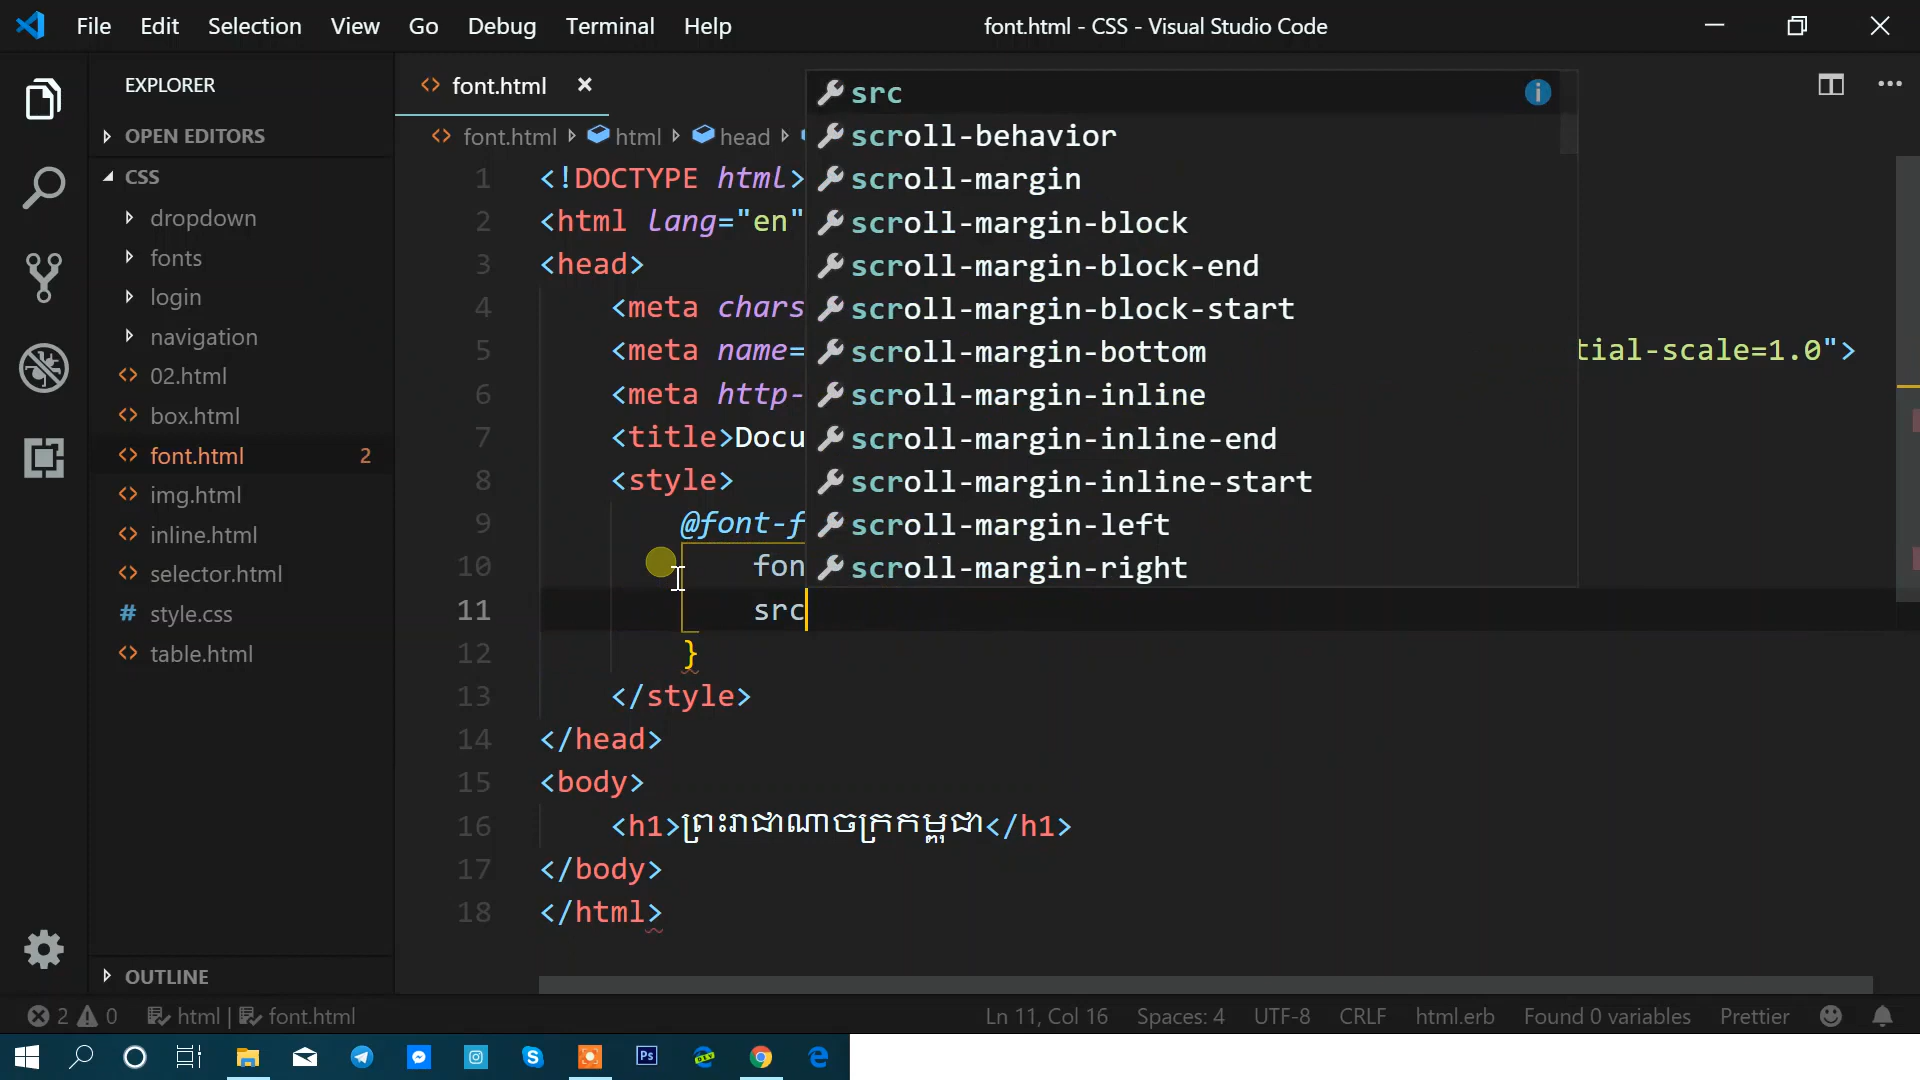 File Edit Selection View Go Debug Terminal Help
font.html - CSS - Visual Studio Code
EXPLORER
OPEN EDITORS
CSS
dropdown
fonts
login
navigation
02.html
box.html
font.html 2
img.html
inline.html
selector.html
style.css
table.html
OUTLINE
font.html
font.html html head
1 <!DOCTYPE html>
2 <html lang="en"
3 <head>
4 <meta chars
5 <meta name= tial-scale=1.0">
6 <meta http-
7 <title>Docu
8 <style>
9 @font-f
10 fon
11 src
12 }
13 </style>
14 </head>
15 <body>
16 <h1>ព្រះរាជាណាចក្រកម្ពុជា</h1>
17 </body>
18 </html>
src
scroll-behavior
scroll-margin
scroll-margin-block
scroll-margin-block-end
scroll-margin-block-start
scroll-margin-bottom
scroll-margin-inline
scroll-margin-inline-end
scroll-margin-inline-start
scroll-margin-left
scroll-margin-right
2 0 html | font.html
Ln 11, Col 16 Spaces: 4 UTF-8 CRLF html.erb Found 0 variables Prettier
Ps